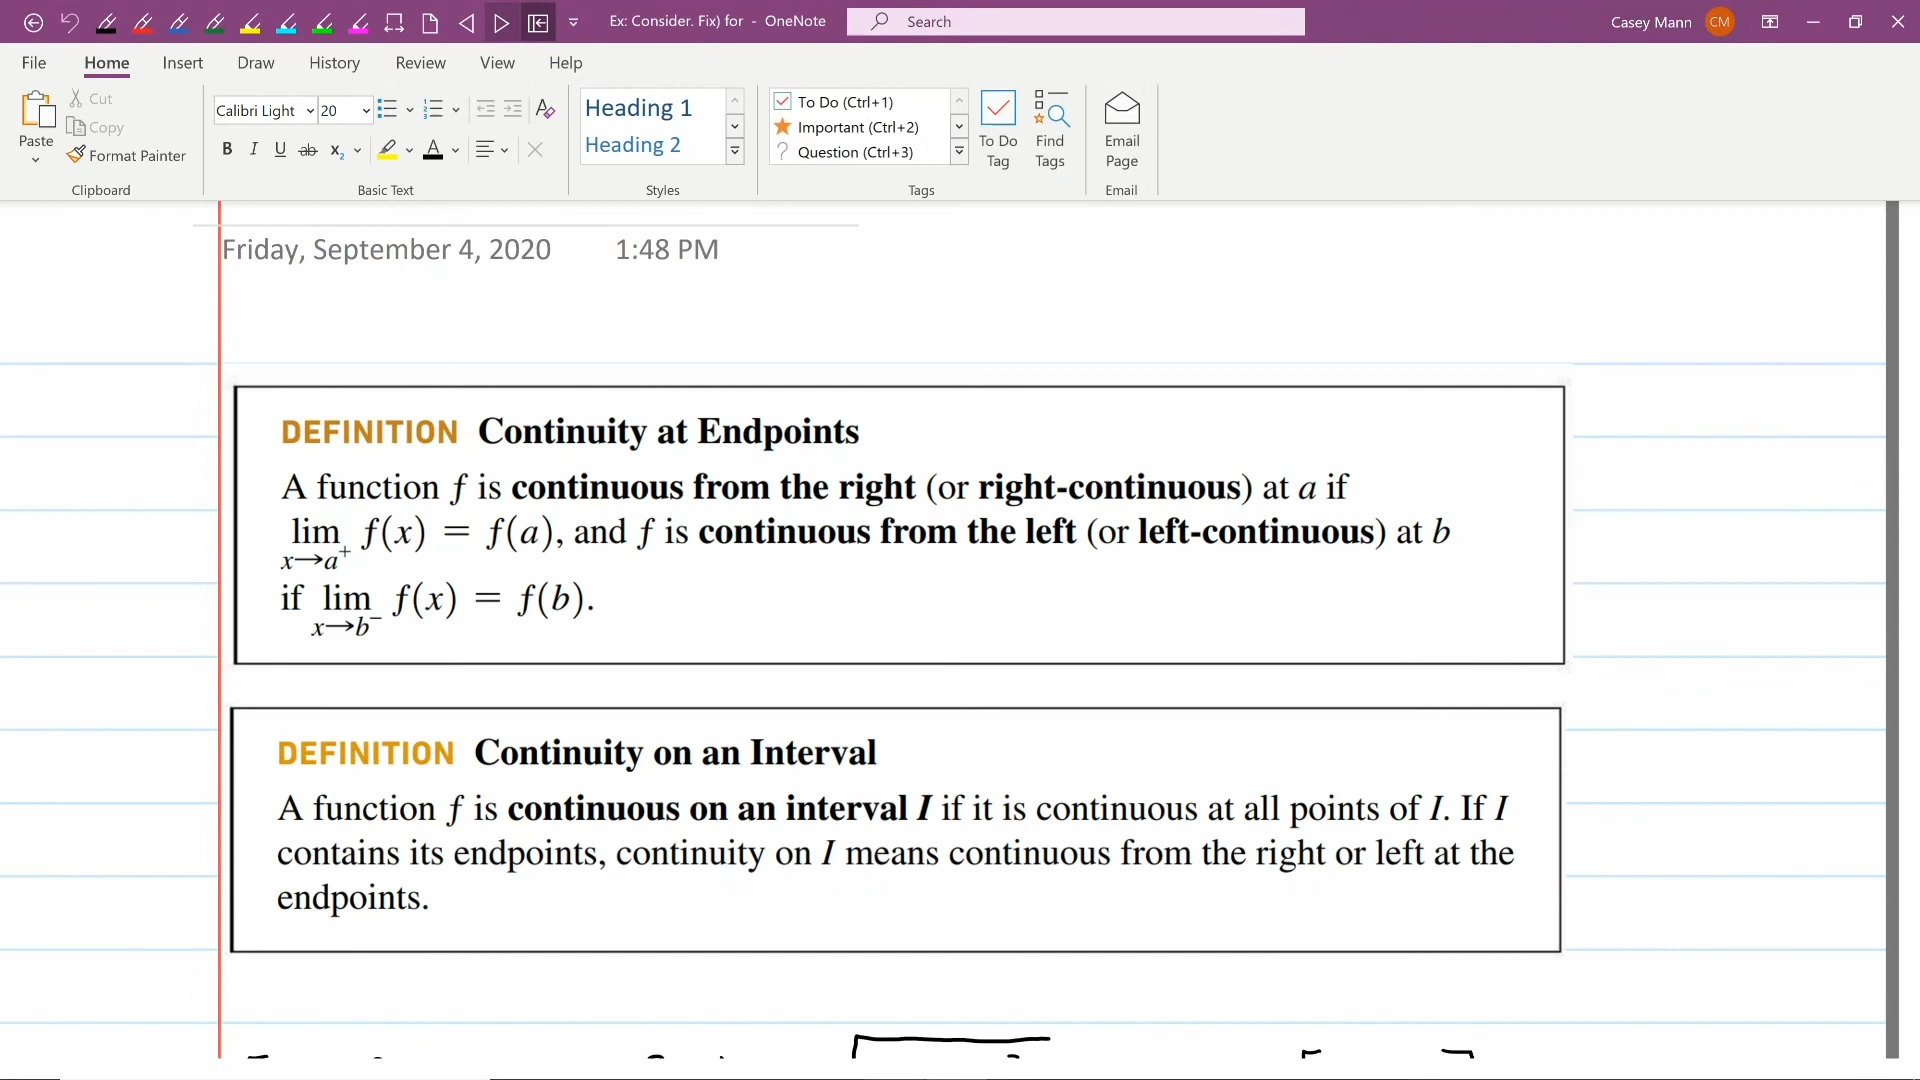 Ex: Consider. Fix) for - OneNote
Search
Casey Mann CM
File Home Insert Draw History Review View Help
Paste
Cut
Copy
Format Painter
Clipboard
Calibri Light 20
B I U ab x₂ A
Basic Text
Heading 1
Heading 2
Styles
To Do (Ctrl+1)
Important (Ctrl+2)
Question (Ctrl+3)
Tags
To Do
Tag
Find
Tags
Email
Page
Email
Friday, September 4, 2020 1:48 PM
DEFINITION Continuity at Endpoints
A function f is continuous from the right (or right-continuous) at a if
lim f(x) = f(a), and f is continuous from the left (or left-continuous) at b
x→a⁺
if lim f(x) = f(b).
x→b⁻
DEFINITION Continuity on an Interval
A function f is continuous on an interval I if it is continuous at all points of I. If I
contains its endpoints, continuity on I means continuous from the right or left at the
endpoints.